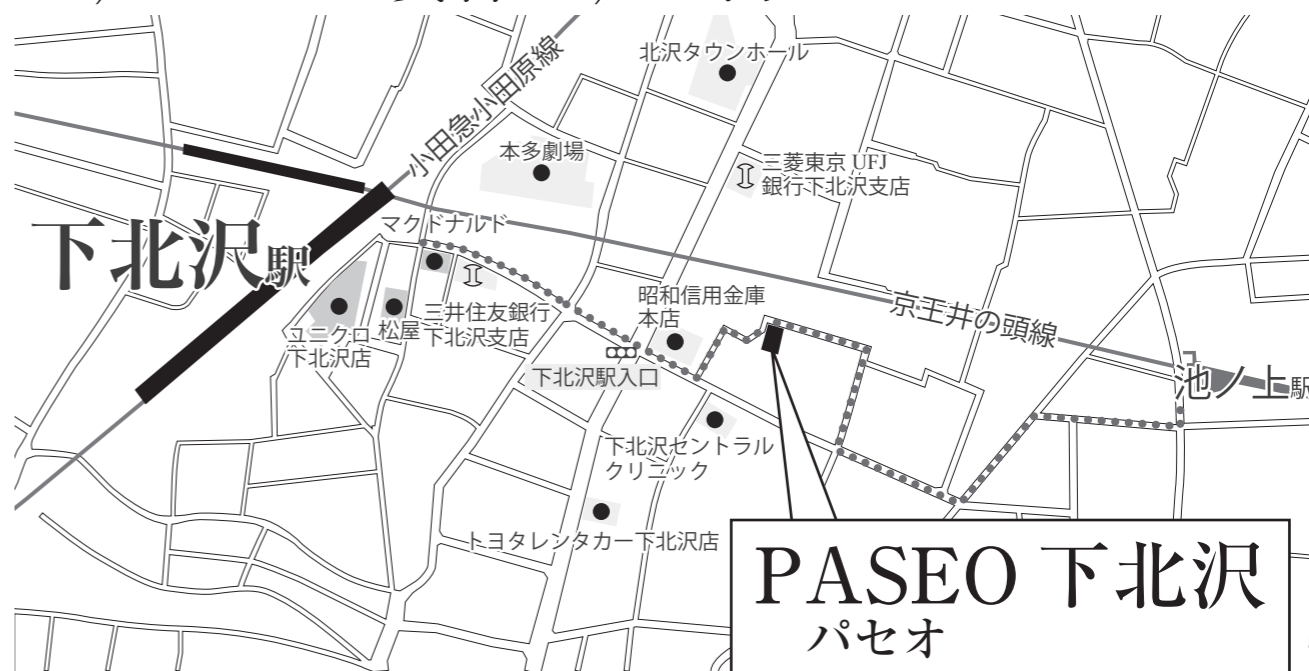 北沢タウンホール
小田急小田原線
本多劇場
三菱東京 UFJ
銀行下北沢支店
下北沢駅
マクドナルド
昭和信用金庫
本店
京王井の頭線
三井住友銀行
下北沢支店
松屋
ユニクロ
下北沢店
下北沢駅入口
池ノ上駅
下北沢セントラル
クリニック
トヨタレンタカー下北沢店
PASEO 下北沢
パセオ